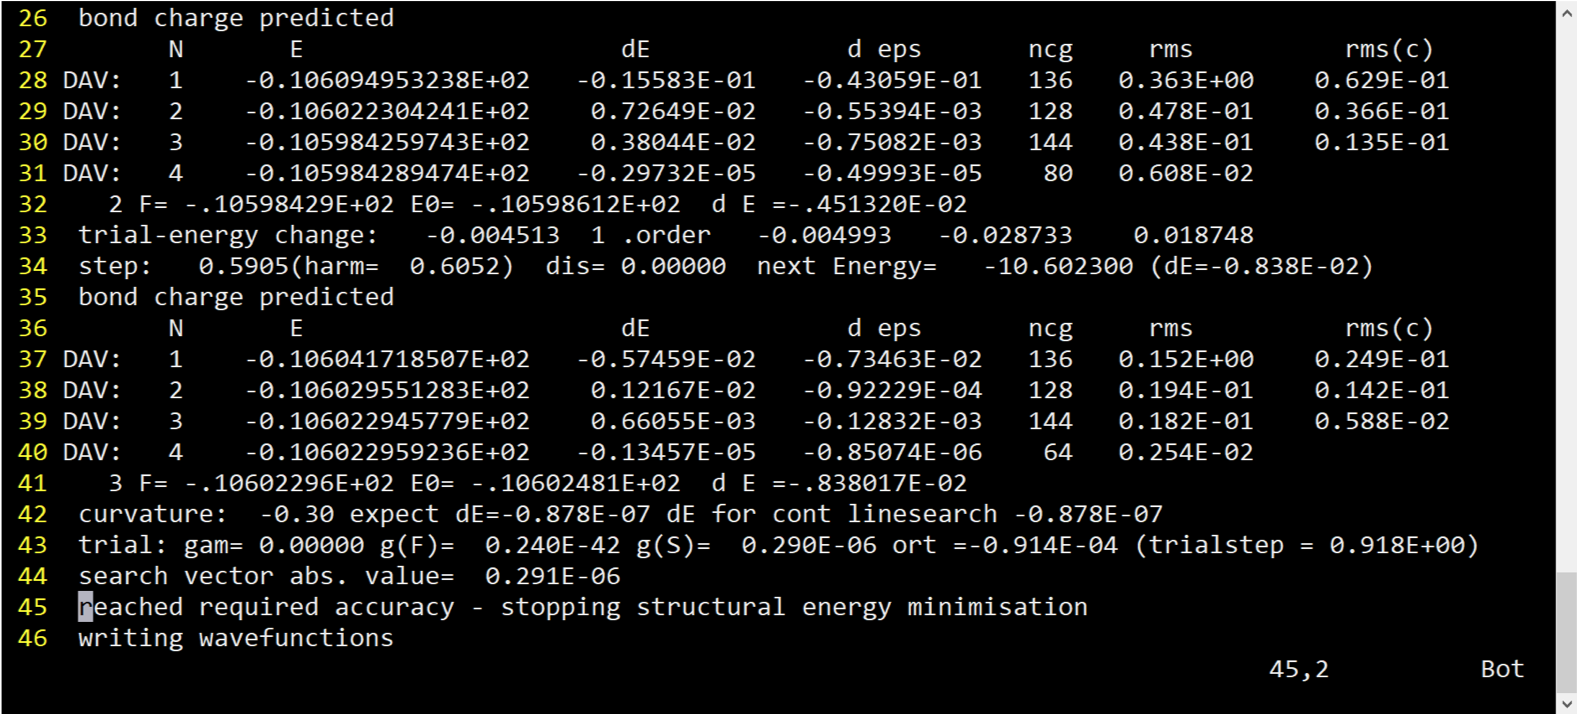 26  bond charge predicted
27        N       E                     dE             d eps       ncg     rms          rms(c)
28 DAV:   1    -0.106094953238E+02   -0.15583E-01   -0.43059E-01   136   0.363E+00    0.629E-01
29 DAV:   2    -0.106022304241E+02    0.72649E-02   -0.55394E-03   128   0.478E-01    0.366E-01
30 DAV:   3    -0.105984259743E+02    0.38044E-02   -0.75082E-03   144   0.438E-01    0.135E-01
31 DAV:   4    -0.105984289474E+02   -0.29732E-05   -0.49993E-05    80   0.608E-02
32    2 F= -.10598429E+02 E0= -.10598612E+02  d E =-.451320E-02
33  trial-energy change:   -0.004513  1 .order   -0.004993   -0.028733    0.018748
34  step:   0.5905(harm=  0.6052)  dis= 0.00000  next Energy=   -10.602300 (dE=-0.838E-02)
35  bond charge predicted
36        N       E                     dE             d eps       ncg     rms          rms(c)
37 DAV:   1    -0.106041718507E+02   -0.57459E-02   -0.73463E-02   136   0.152E+00    0.249E-01
38 DAV:   2    -0.106029551283E+02    0.12167E-02   -0.92229E-04   128   0.194E-01    0.142E-01
39 DAV:   3    -0.106022945779E+02    0.66055E-03   -0.12832E-03   144   0.182E-01    0.588E-02
40 DAV:   4    -0.106022959236E+02   -0.13457E-05   -0.85074E-06    64   0.254E-02
41    3 F= -.10602296E+02 E0= -.10602481E+02  d E =-.838017E-02
42  curvature:  -0.30 expect dE=-0.878E-07 dE for cont linesearch -0.878E-07
43  trial: gam= 0.00000 g(F)=  0.240E-42 g(S)=  0.290E-06 ort =-0.914E-04 (trialstep = 0.918E+00)
44  search vector abs. value=  0.291E-06
45  reached required accuracy - stopping structural energy minimisation
46  writing wavefunctions
45,2          Bot